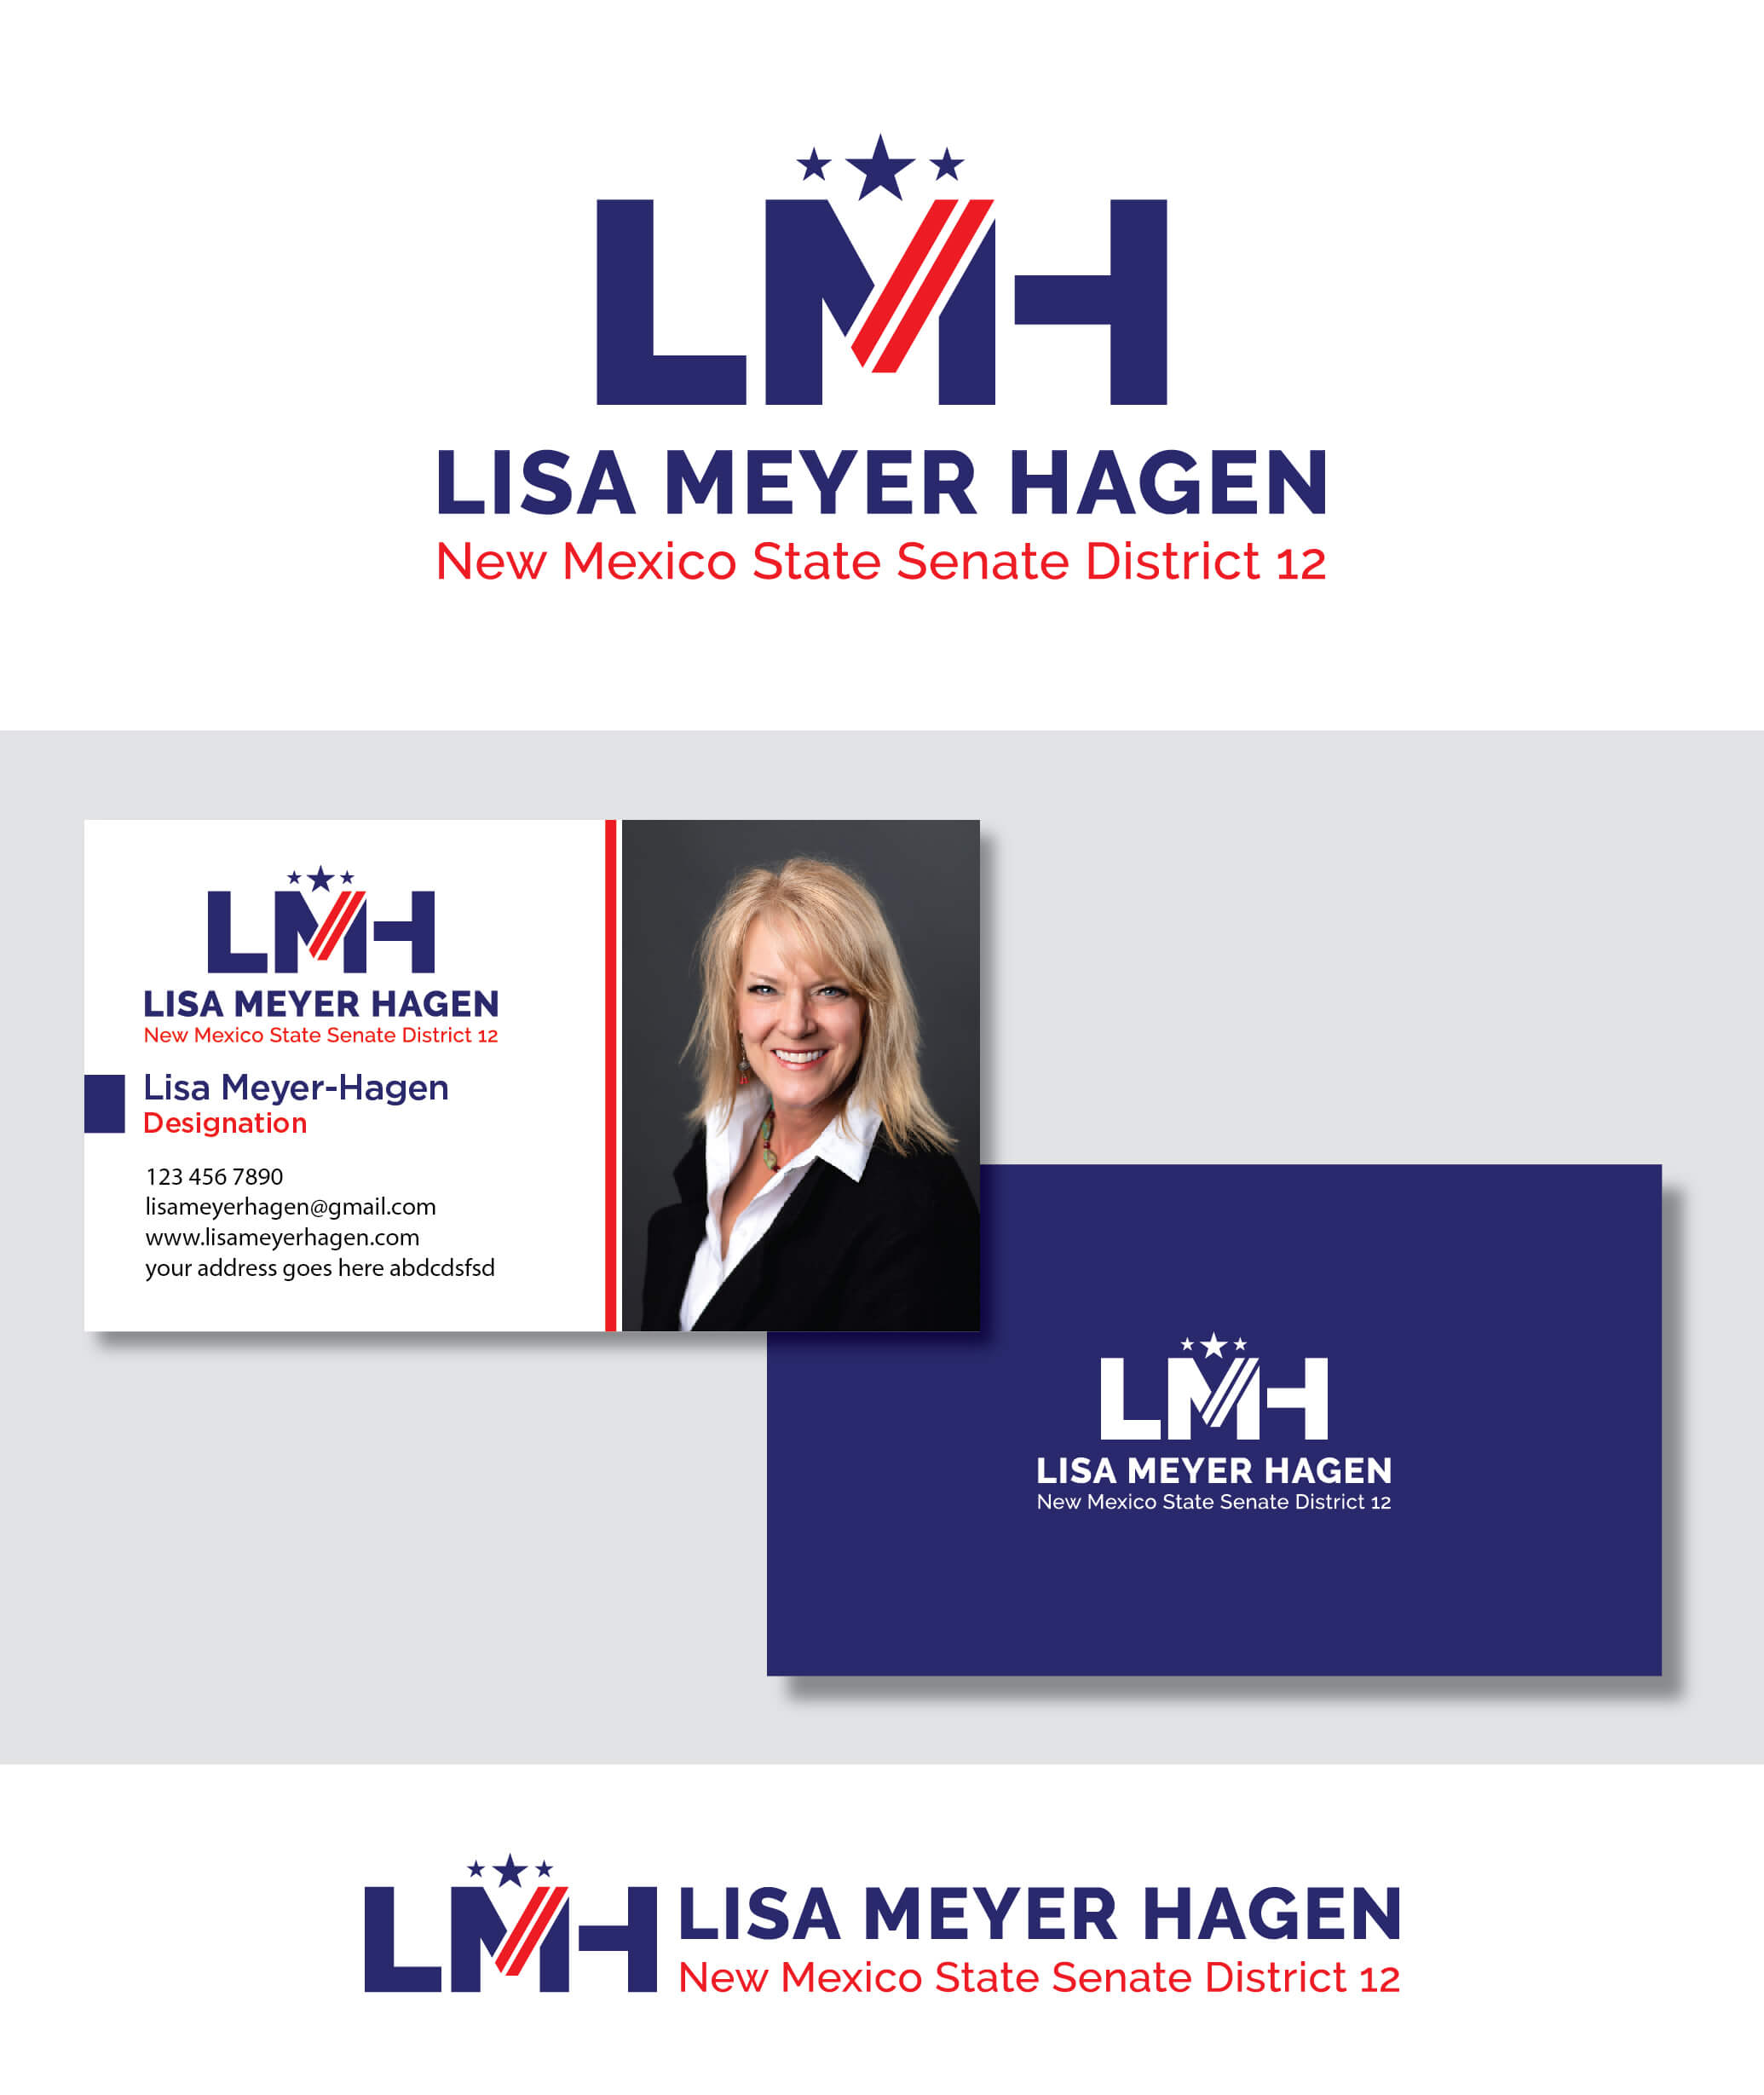 LMH
LISA MEYER HAGEN
New Mexico State Senate District 12
LMH
LISA MEYER HAGEN
New Mexico State Senate District 12
Lisa Meyer-Hagen
Designation
123 456 7890
lisameyerhagen@gmail.com
www.lisameyerhagen.com
your address goes here abdcdsfsd
LMH
LISA MEYER HAGEN
New Mexico State Senate District 12
LMH
LISA MEYER HAGEN
New Mexico State Senate District 12